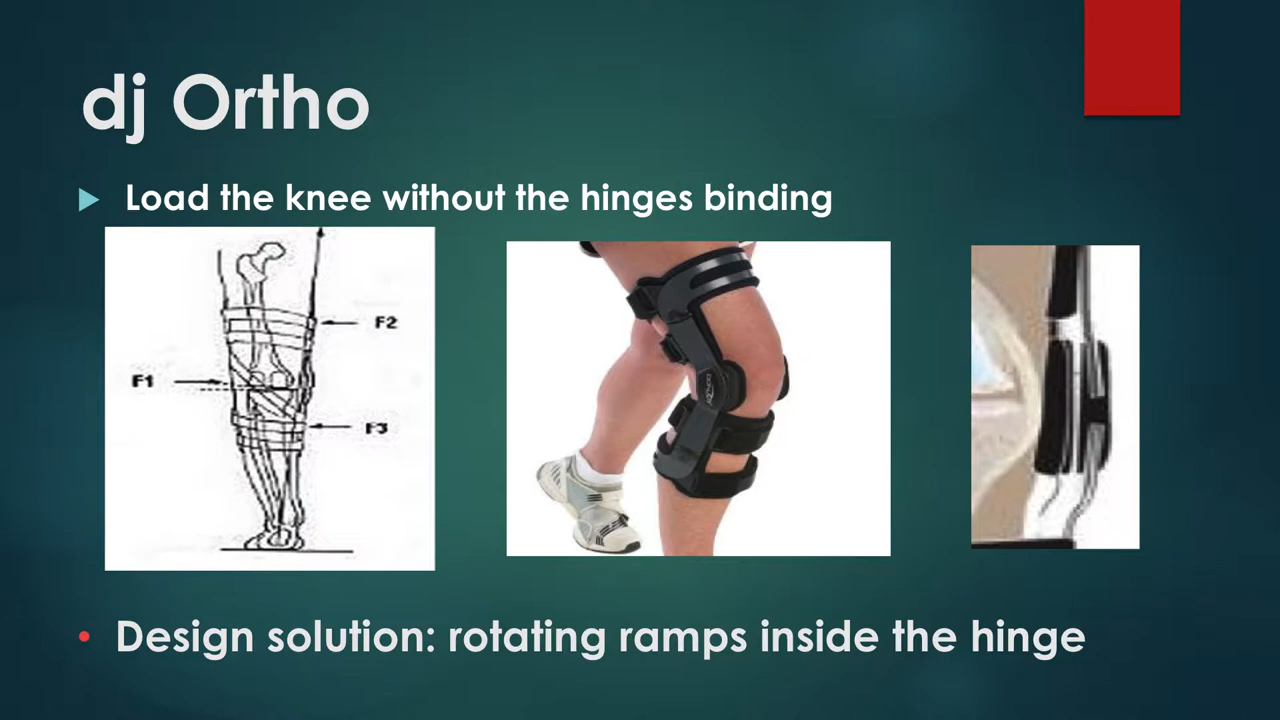 dj Ortho
Load the knee without the hinges binding
F2
F1
F3
DONJOY
Design solution: rotating ramps inside the hinge